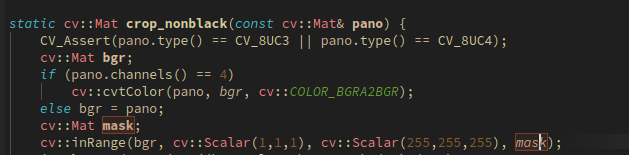 static cv::Mat crop_nonblack(const cv::Mat& pano) {
CV_Assert(pano.type() == CV_8UC3 || pano.type() == CV_8UC4);
cv::Mat bgr;
if (pano.channels() == 4)
cv::cvtColor(pano, bgr, cv::COLOR_BGRA2BGR);
else bgr = pano;
cv::Mat mask;
cv::inRange(bgr, cv::Scalar(1,1,1), cv::Scalar(255,255,255), mask);